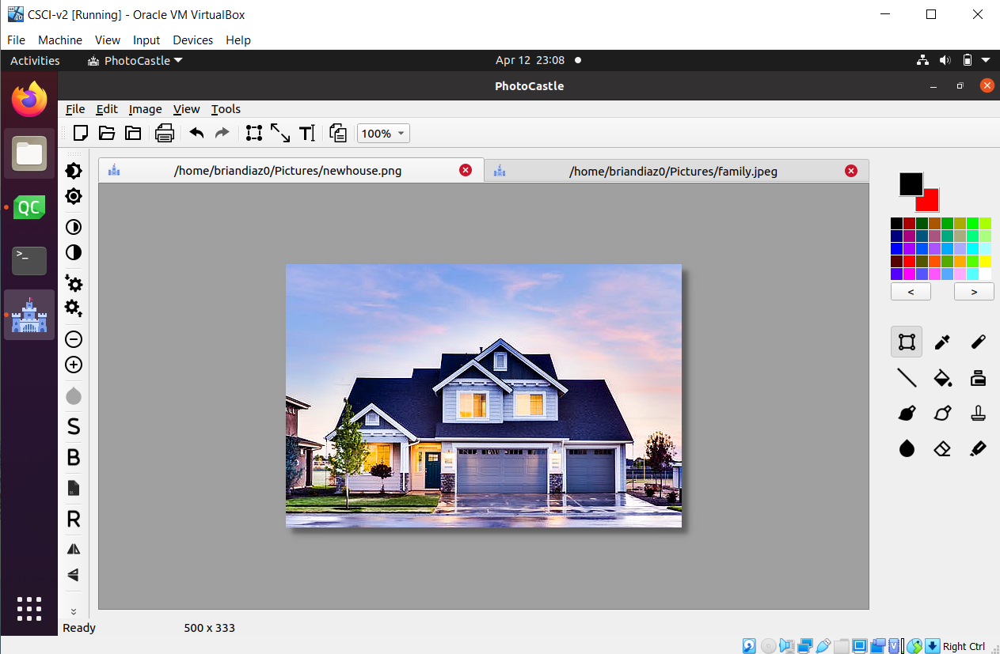 CSCI-v2 [Running] - Oracle VM VirtualBox
File Machine View Input Devices Help
Activities PhotoCastle Apr 12 23:08
PhotoCastle
File Edit Image View Tools
100%
/home/briandiaz0/Pictures/newhouse.png /home/briandiaz0/Pictures/family.jpeg
QC
>_
< >
S
B
R
Ready 500 x 333
Right Ctrl